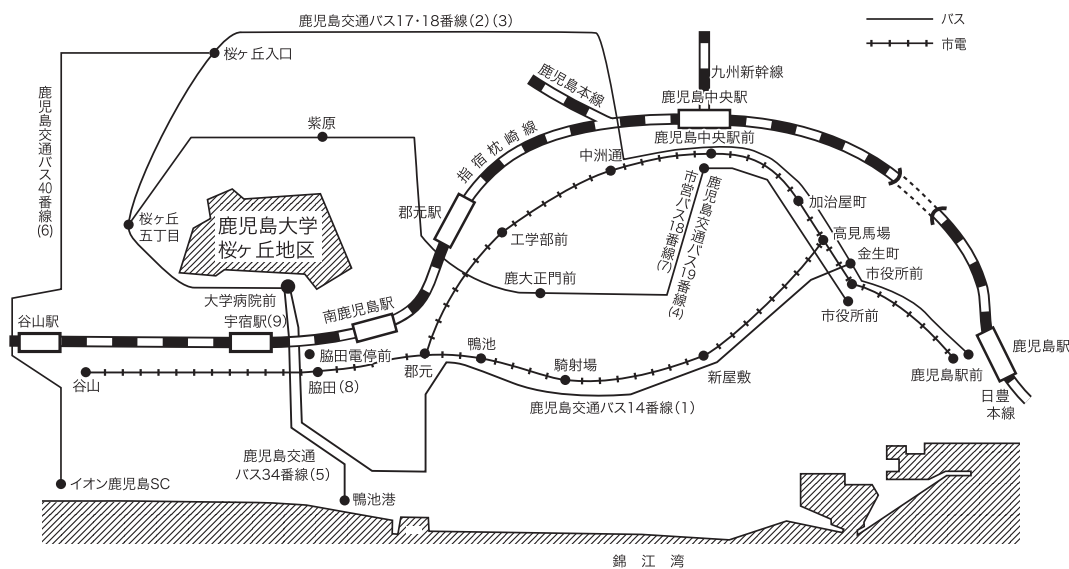 鹿児島交通バス17・18番線(2)(3)
バス
市電
桜ヶ丘入口
九州新幹線
鹿児島本線
鹿児島中央駅
鹿児島交通バス40番線(6)
紫原
指宿枕崎線
鹿児島中央駅前
中洲通
市営バス18番線(7)
鹿児島交通バス19番線(4)
加治屋町
郡元駅
桜ヶ丘
五丁目
鹿児島大学
桜ヶ丘地区
工学部前
高見馬場
金生町
市役所前
鹿大正門前
大学病院前
南鹿児島駅
市役所前
谷山駅
宇宿駅(9)
脇田電停前
鴨池
鹿児島駅
谷山
脇田(8)
郡元
騎射場
新屋敷
鹿児島駅前
鹿児島交通バス14番線(1)
日豊
本線
鹿児島交通
バス34番線(5)
イオン鹿児島SC
鴨池港
錦江湾